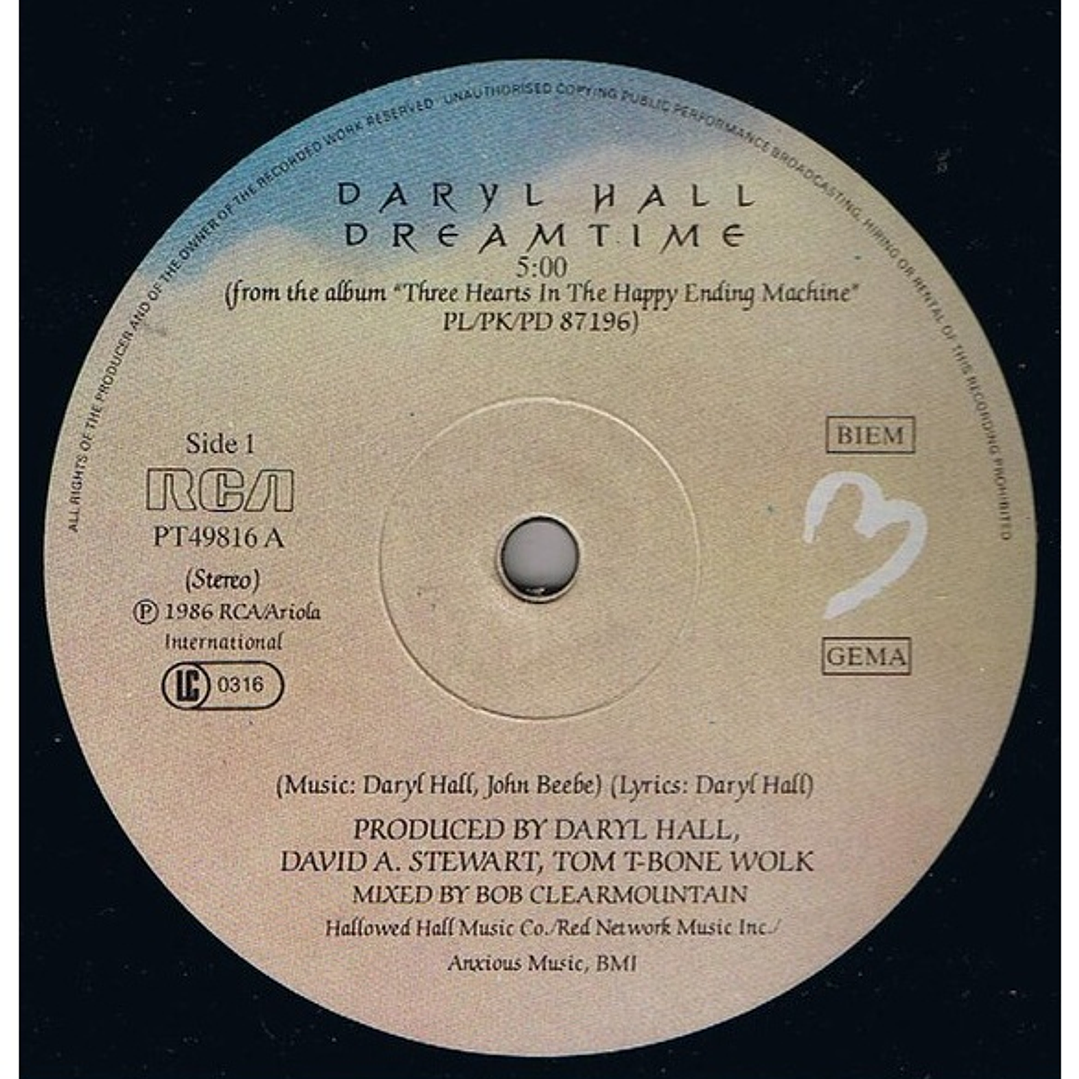 ALL RIGHTS OF THE PRODUCER AND OF THE OWNER OF THE RECORDED WORK RESERVED · UNAUTHORISED COPYING PUBLIC PERFORMANCE BROADCASTING, HIRING OR RENTAL OF THIS RECORDING PROHIBITED
DARYL HALL
DREAMTIME
5:00
(from the album "Three Hearts In The Happy Ending Machine"
PL/PK/PD 87196)
Side 1
RCA
PT49816 A
(Stereo)
Ⓟ 1986 RCA/Ariola
International
LC 0316
BIEM
GEMA
(Music: Daryl Hall, John Beebe) (Lyrics: Daryl Hall)
PRODUCED BY DARYL HALL,
DAVID A. STEWART, TOM T-BONE WOLK
MIXED BY BOB CLEARMOUNTAIN
Hallowed Hall Music Co./Red Network Music Inc./
Anxious Music, BMI